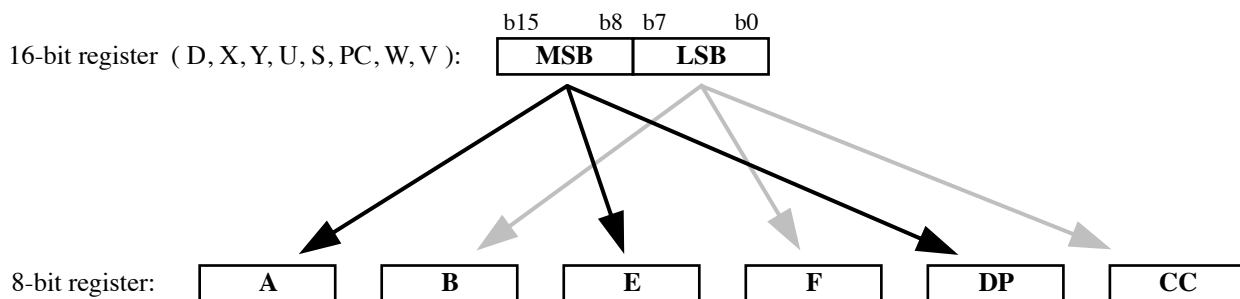 b15 b8 b7 b0
16-bit register ( D, X, Y, U, S, PC, W, V ): MSB LSB
8-bit register: A B E F DP CC